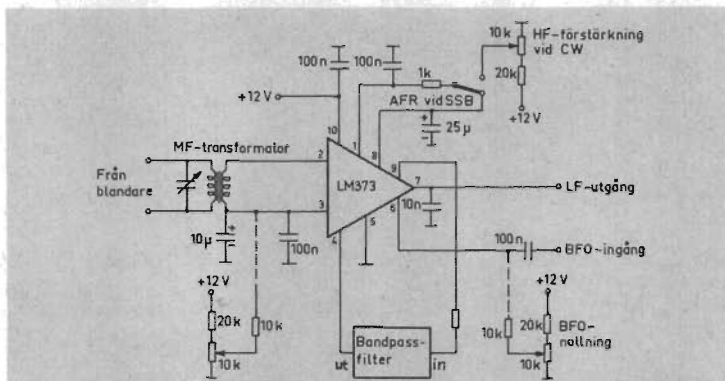 100n
100n
10k
HF-förstärkning
vid CW
1k
20k
AFR vid SSB
+12 V
+12 V
25µ
+
−
10
1
8
9
MF-transformator
2
Från
blandare
LM373
7
LF-utgång
10n
3
6
5
4
10µ
+
100n
100n
BFO-ingång
+12 V
+12 V
20k
10k
10k
20k
BFO-
nollning
10k
10k
Bandpass-
filter
ut
in